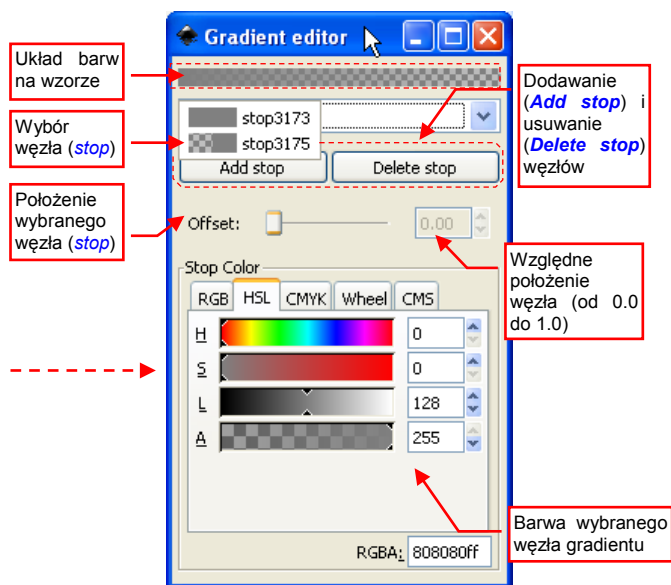 Gradient editor
Układ barw
na wzorze
Wybór
węzła (stop)
stop3173
stop3175
Dodawanie
(Add stop) i
usuwanie
(Delete stop)
węzłów
Add stop
Delete stop
Położenie
wybranego
węzła (stop)
Offset:
0.00
Względne
położenie
węzła (od 0.0
do 1.0)
Stop Color
RGB HSL CMYK Wheel CMS
H 0
S 0
L 128
A 255
Barwa wybranego
węzła gradientu
RGBA: 808080ff